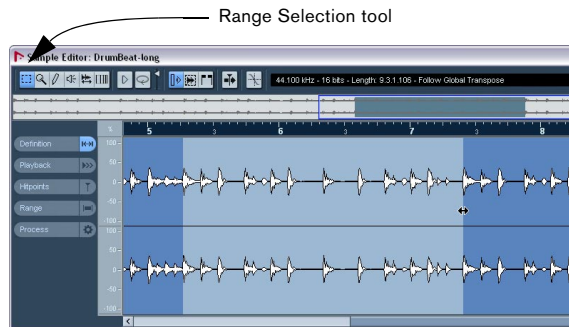 Range Selection tool
Sample Editor: DrumBeat-long
44.100 kHz - 16 bits - Length: 9.3.1.106 - Follow Global Transpose
% 5 3 6 3 7 3 8
Definition
Playback
Hitpoints
Range
Process
100
50
0
-50
-100
100
50
0
-50
-100